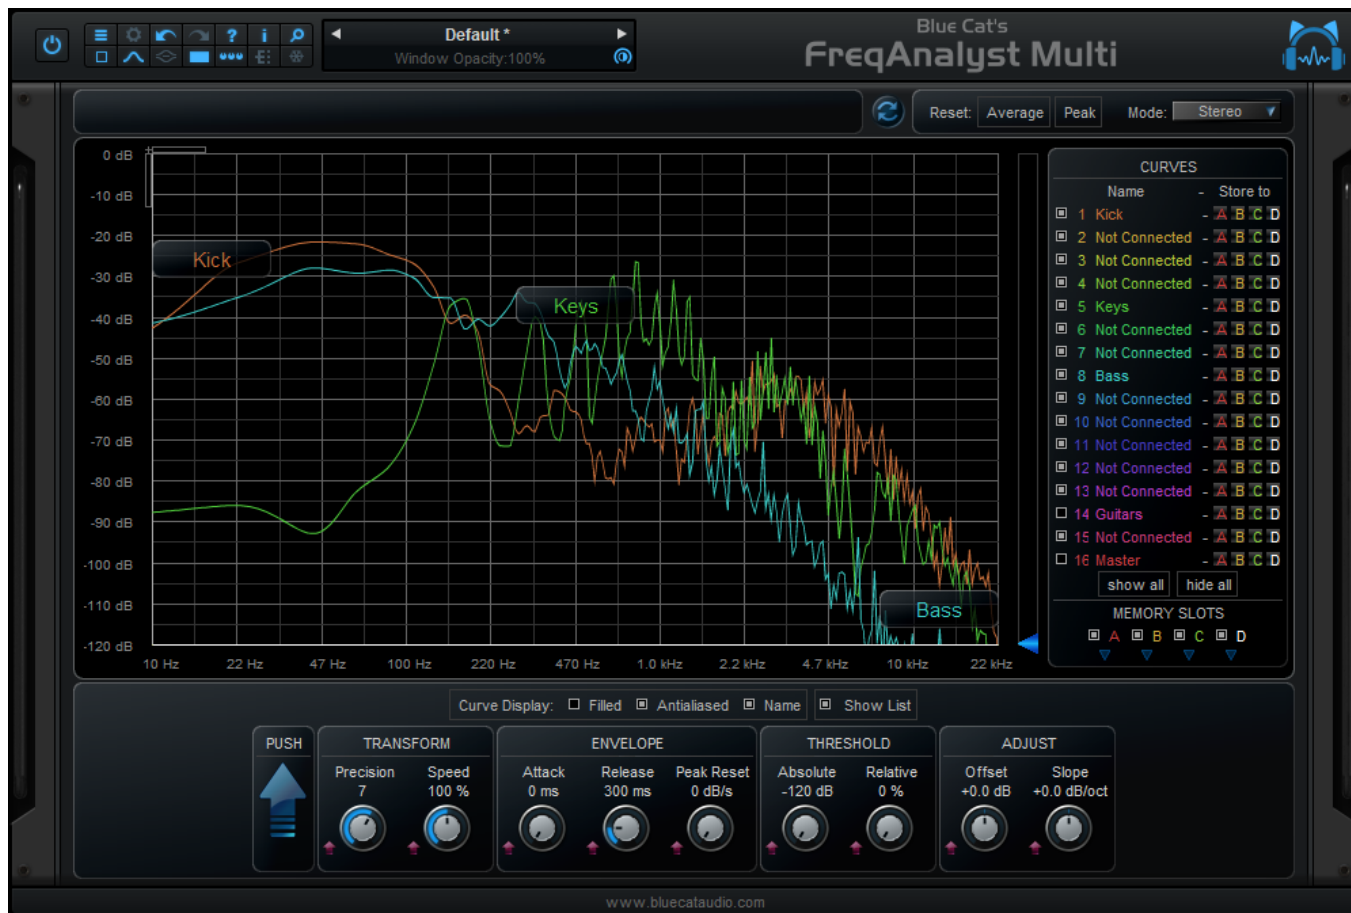 Default *
Window Opacity:100%
Blue Cat's
FreqAnalyst Multi
Reset: Average Peak Mode: Stereo
0 dB
-10 dB
-20 dB
-30 dB
-40 dB
-50 dB
-60 dB
-70 dB
-80 dB
-90 dB
-100 dB
-110 dB
-120 dB
Kick
Keys
Bass
10 Hz 22 Hz 47 Hz 100 Hz 220 Hz 470 Hz 1.0 kHz 2.2 kHz 4.7 kHz 10 kHz 22 kHz
CURVES
Name - Store to
1 Kick - A B C D
2 Not Connected - A B C D
3 Not Connected - A B C D
4 Not Connected - A B C D
5 Keys - A B C D
6 Not Connected - A B C D
7 Not Connected - A B C D
8 Bass - A B C D
9 Not Connected - A B C D
10 Not Connected - A B C D
11 Not Connected - A B C D
12 Not Connected - A B C D
13 Not Connected - A B C D
14 Guitars - A B C D
15 Not Connected - A B C D
16 Master - A B C D
show all hide all
MEMORY SLOTS
A B C D
Curve Display: Filled Antialiased Name Show List
PUSH
TRANSFORM
Precision Speed
7 100 %
ENVELOPE
Attack Release Peak Reset
0 ms 300 ms 0 dB/s
THRESHOLD
Absolute Relative
-120 dB 0 %
ADJUST
Offset Slope
+0.0 dB +0.0 dB/oct
www.bluecataudio.com